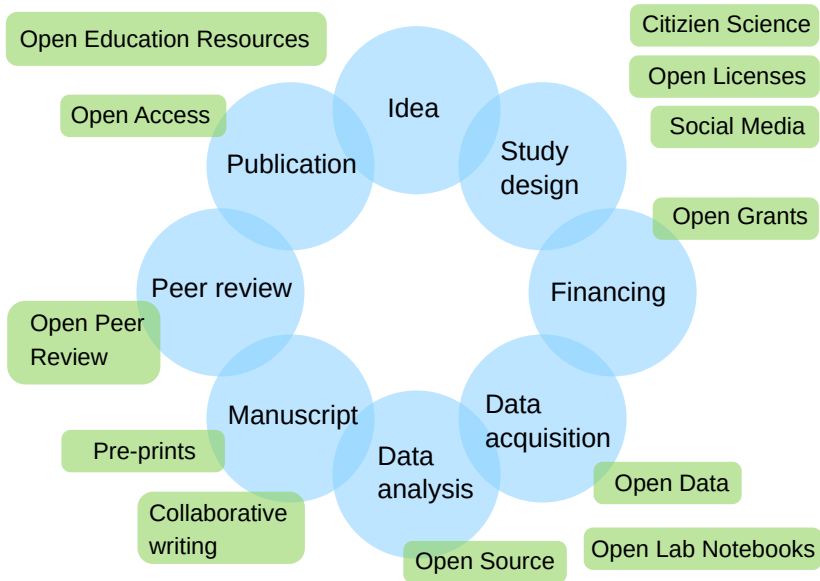 Open Education Resources
Citizien Science
Open Licenses
Social Media
Open Access
Idea
Publication
Study
design
Open Grants
Peer review
Financing
Open Peer
Review
Manuscript
Data
acquisition
Pre-prints
Data
analysis
Open Data
Collaborative
writing
Open Source
Open Lab Notebooks